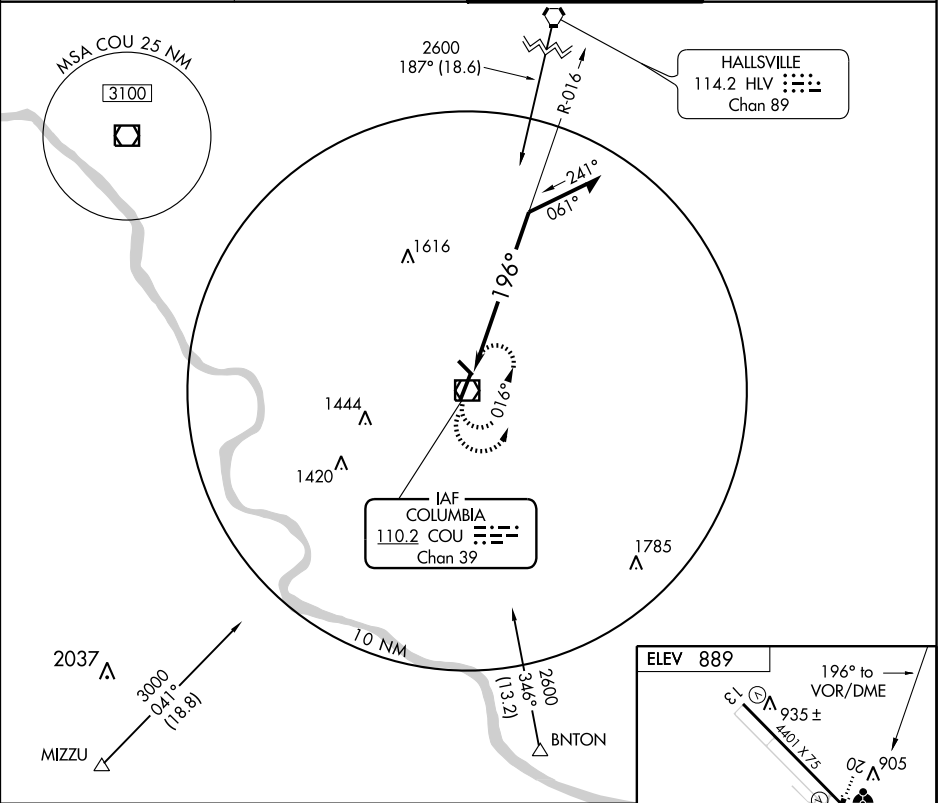 MSA COU 25 NM
3100
2600
187° (18.6)
R-016
HALLSVILLE
114.2 HLV
Chan 89
241°
061°
1616
196°
016°
1444
1420
IAF
COLUMBIA
110.2 COU
Chan 39
1785
10 NM
2037
3000
041°
(18.8)
MIZZU
2600
346°
(13.2)
BNTON
ELEV 889
196° to
VOR/DME
13
V
935 ±
4401 X 75
20
905